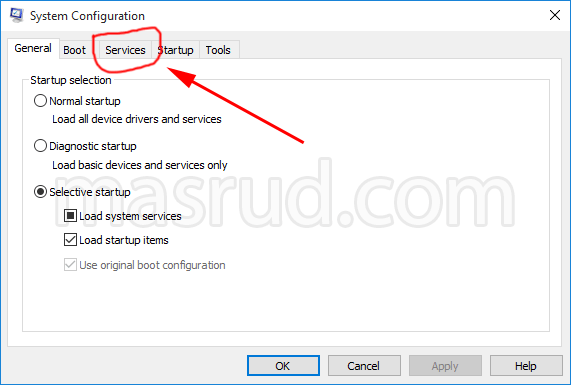 System Configuration
General Boot Services Startup Tools
Startup selection
Normal startup
Load all device drivers and services
Diagnostic startup
Load basic devices and services only
Selective startup
Load system services
Load startup items
Use original boot configuration
masrud.com
OK Cancel Apply Help